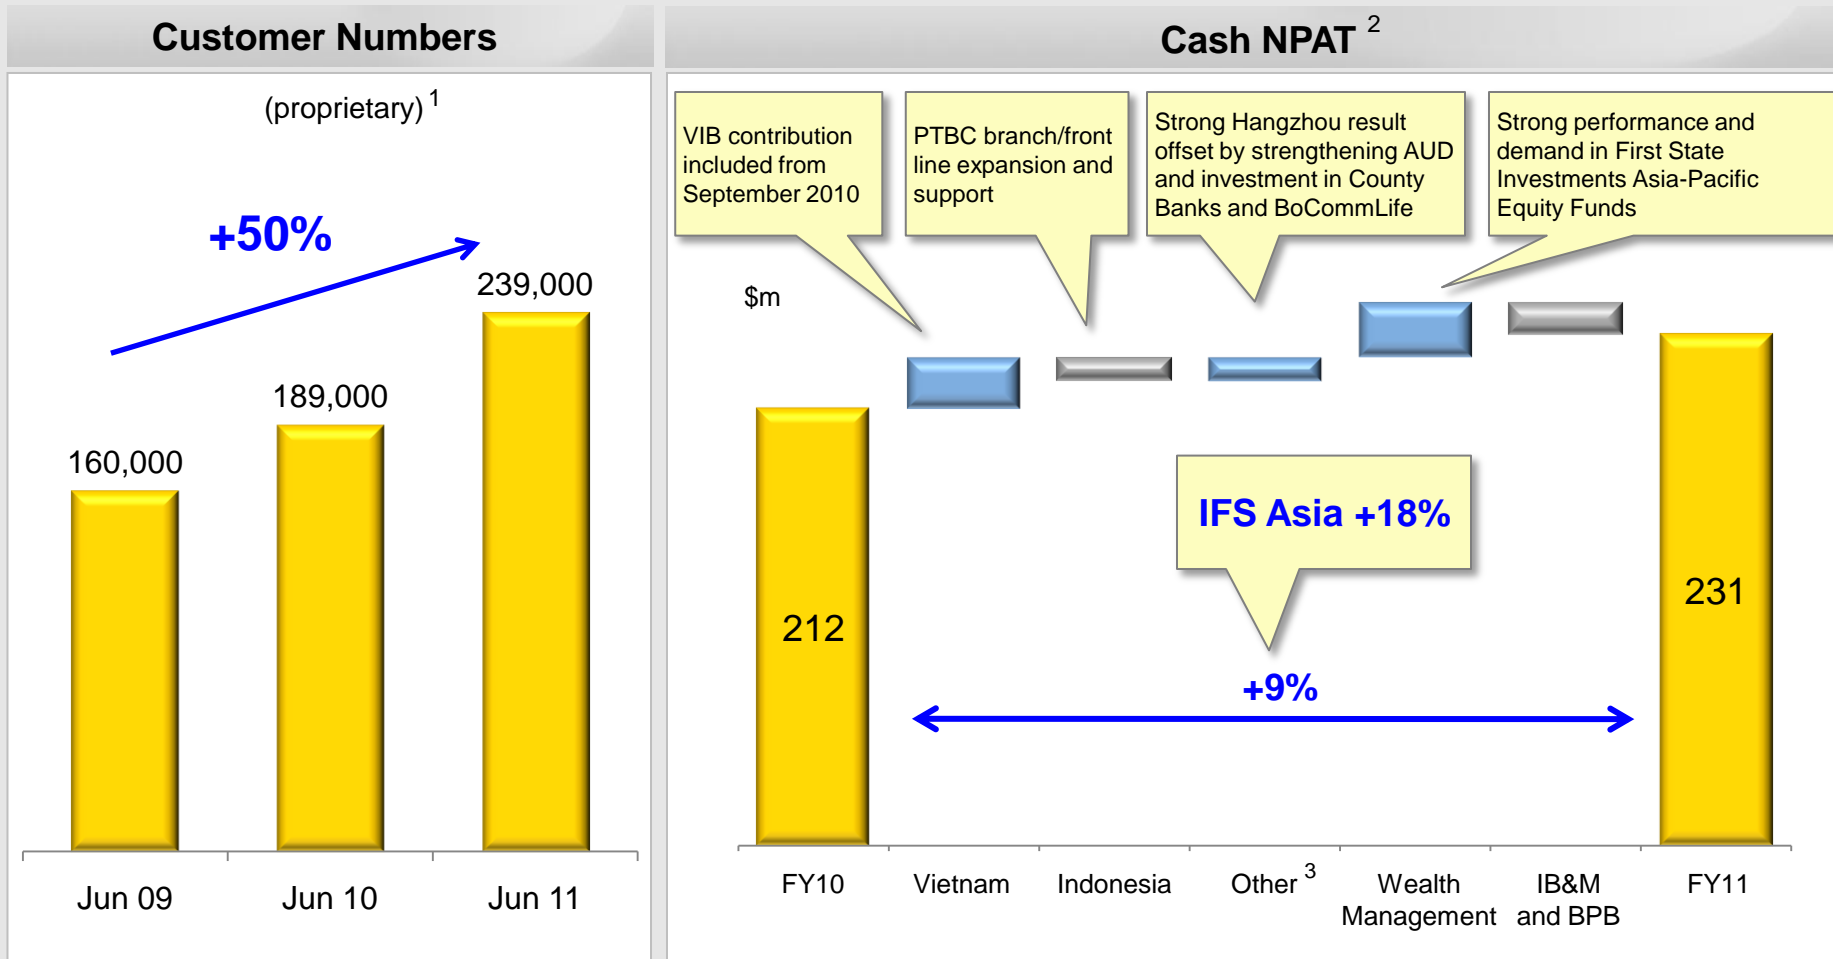 Customer Numbers
(proprietary) 1
+50%
239,000
189,000
160,000
Jun 09
Jun 10
Jun 11
Cash NPAT 2
VIB contribution
included from
September 2010
PTBC branch/front
line expansion and
support
Strong Hangzhou result
offset by strengthening AUD
and investment in County
Banks and BoCommLife
Strong performance and
demand in First State
Investments Asia-Pacific
Equity Funds
$m
IFS Asia +18%
212
231
+9%
FY10
Vietnam
Indonesia
Other 3
Wealth
Management
IB&M
and BPB
FY11